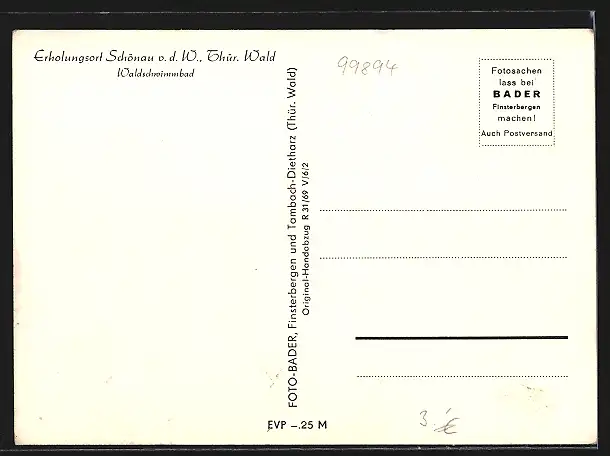 Erholungsort Schönau v. d. W., Thür. Wald
Waldschwimmbad
99894
Fotosachen
lass bei
BADER
Finsterbergen
machen!
Auch Postversand
FOTO-BADER, Finsterbergen und Tambach-Dietharz (Thür. Wald)
Original-Handabzug R 31/69 V/6/2
EVP –.25 M
3.- €